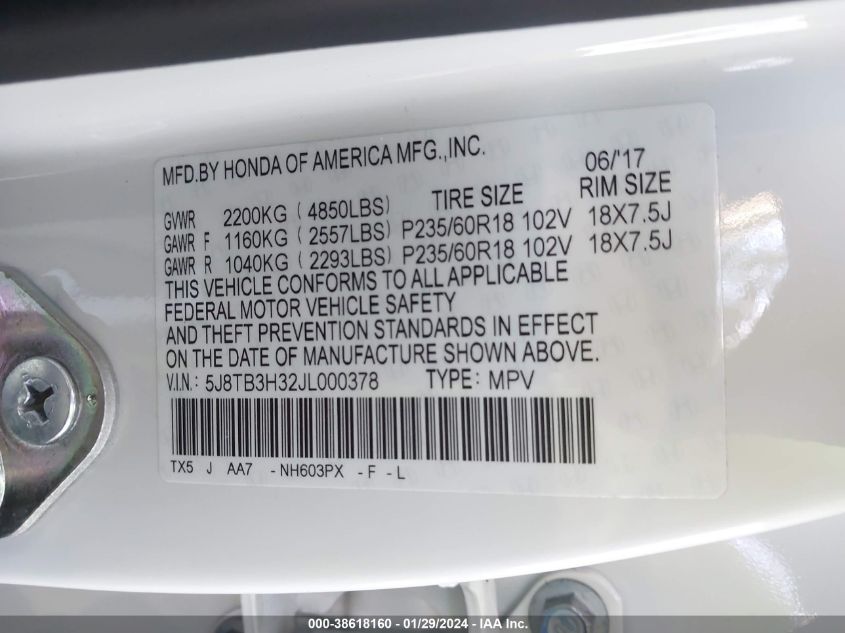 MFD.BY HONDA OF AMERICA MFG.,INC. 06/'17
TIRE SIZE RIM SIZE
GVWR 2200KG (4850LBS)
GAWR F 1160KG (2557LBS) P235/60R18 102V 18X7.5J
GAWR R 1040KG (2293LBS) P235/60R18 102V 18X7.5J
THIS VEHICLE CONFORMS TO ALL APPLICABLE
FEDERAL MOTOR VEHICLE SAFETY
AND THEFT PREVENTION STANDARDS IN EFFECT
ON THE DATE OF MANUFACTURE SHOWN ABOVE.
V.I.N.: 5J8TB3H32JL000378 TYPE: MPV
TX5 J AA7 -NH603PX -F -L
000-38618160 - 01/29/2024 - IAA Inc.